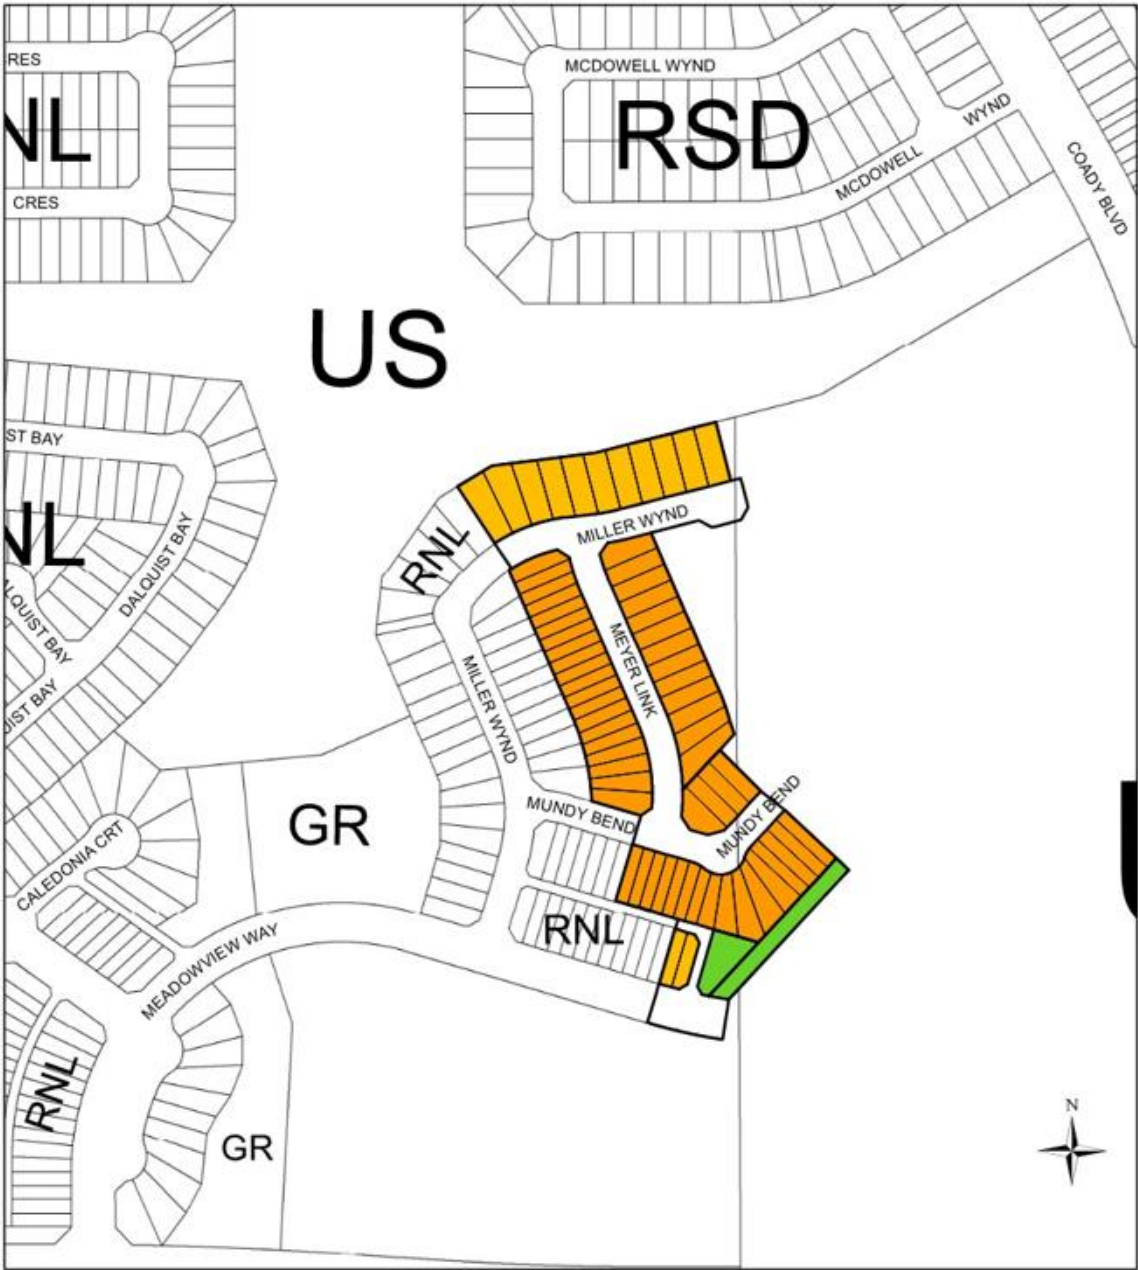 RES
MCDOWELL WYND
NL
RSD
WYND
MCDOWELL
COADY BLVD
CRES
US
ST BAY
NL
RNL
MILLER WYND
DALQUIST BAY
ALQUIST BAY
MEYER LINK
MILLER WYND
UIST BAY
MUNDY BEND
MUNDY BEND
GR
CALEDONIA CRT
RNL
MEADOWVIEW WAY
RNL
GR
N